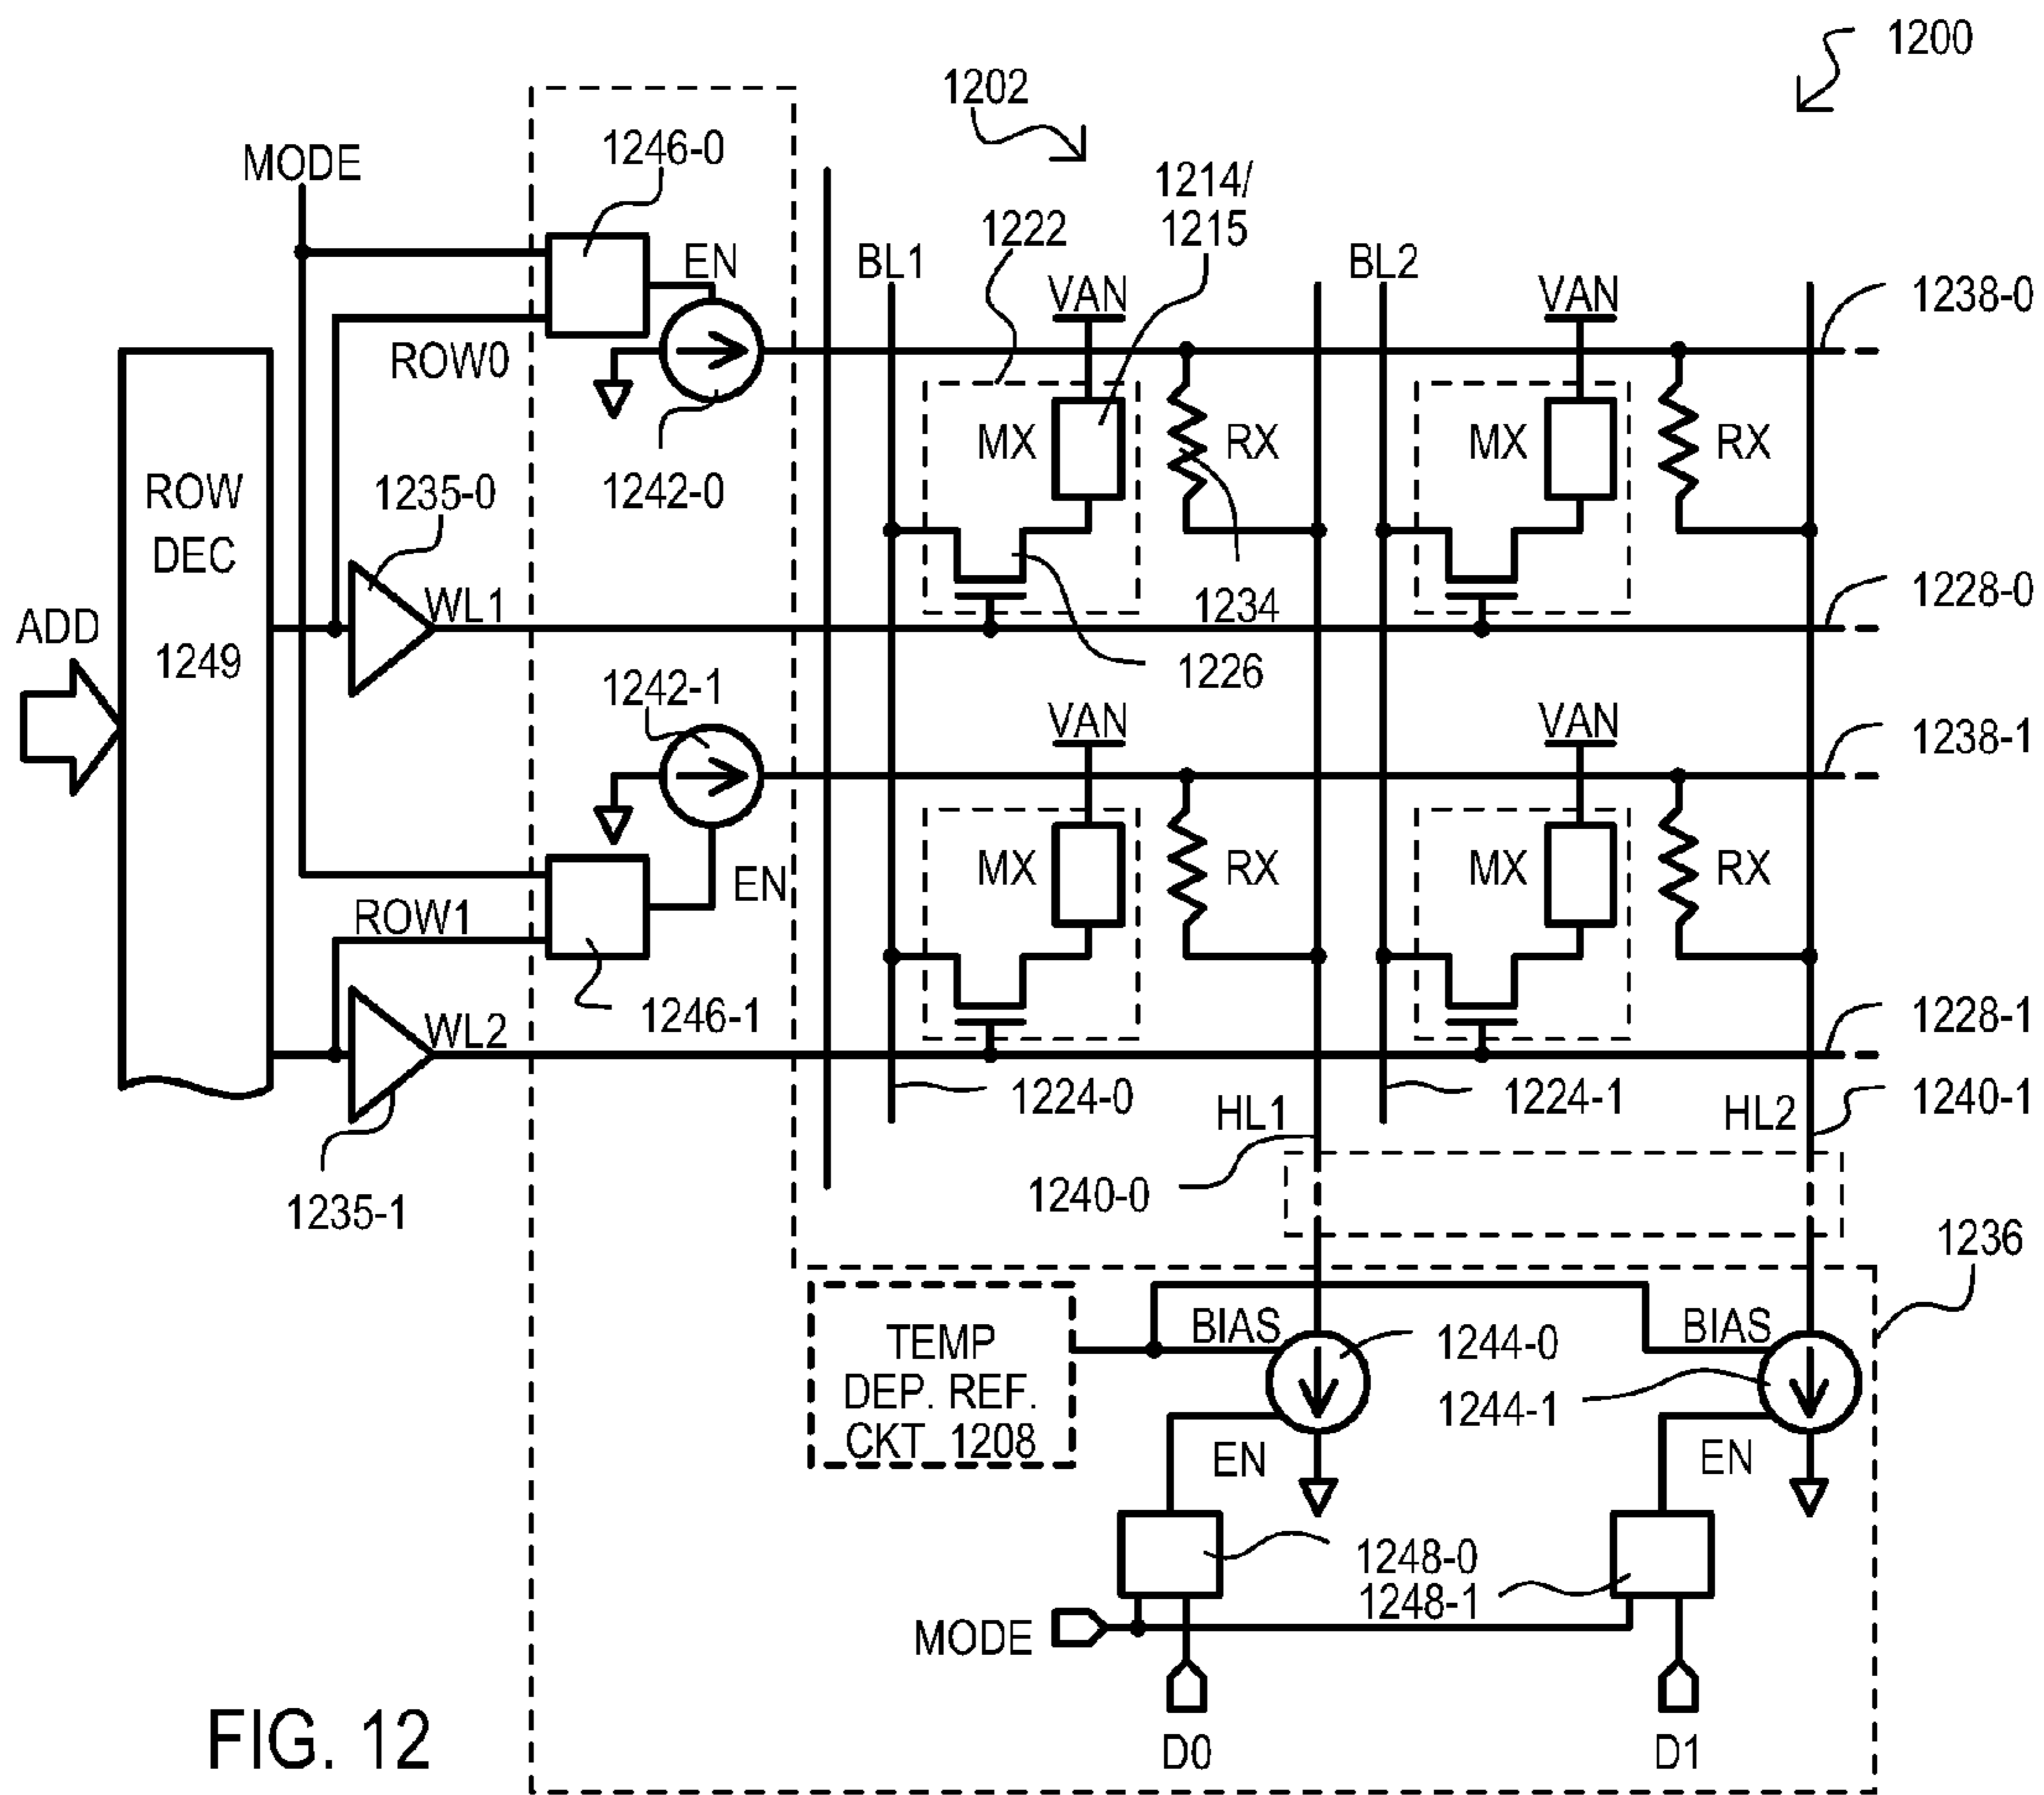 1200
1202
MODE
1246-0
1214/
1215
1222
BL1
EN
VAN
BL2
VAN
1238-0
ROW0
MX
RX
MX
RX
1242-0
ROW
DEC
1249
1235-0
WL1
1234
1228-0
ADD
1226
1242-1
VAN
VAN
1238-1
MX
RX
MX
RX
EN
ROW1
1246-1
WL2
1228-1
1224-0
HL1
1224-1
HL2
1240-1
1235-1
1240-0
1236
TEMP
DEP. REF.
CKT 1208
BIAS
1244-0
BIAS
1244-1
EN
EN
1248-0
1248-1
MODE
D0
D1
FIG. 12